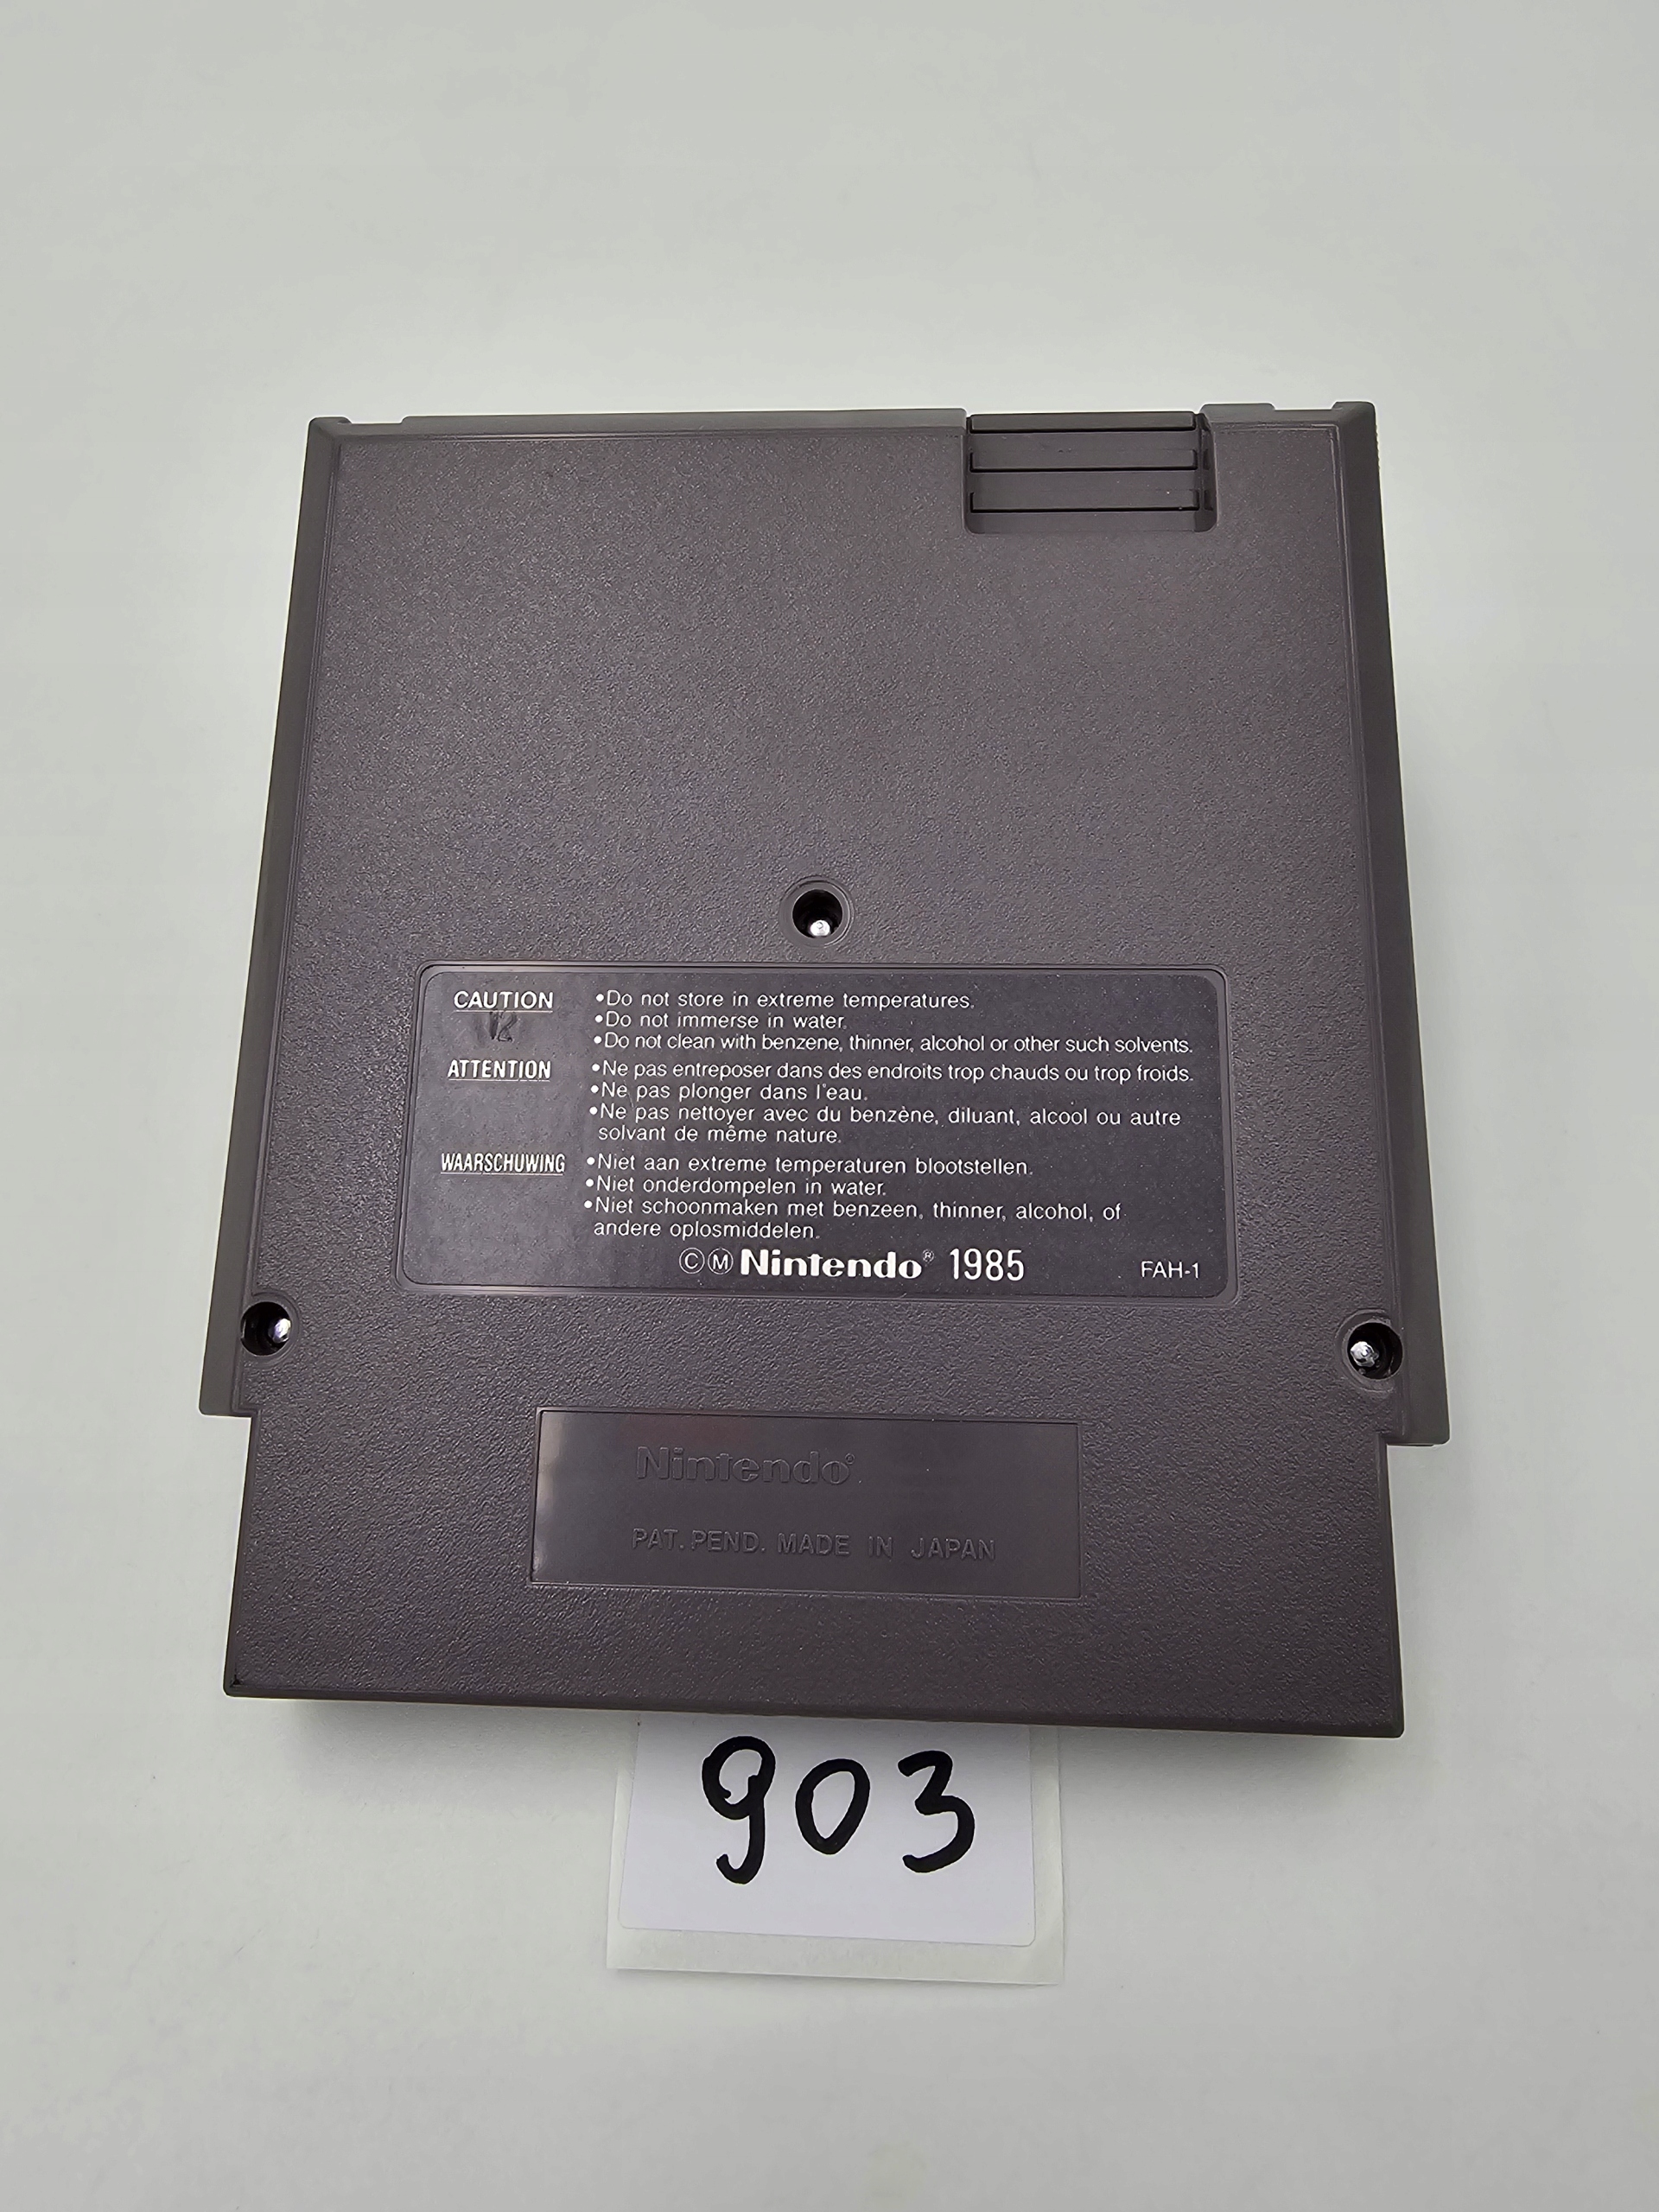 CAUTION •Do not store in extreme temperatures.
12
•Do not immerse in water.
•Do not clean with benzene, thinner, alcohol or other such solvents.
ATTENTION •Ne pas entreposer dans des endroits trop chauds ou trop froids.
•Ne pas plonger dans l'eau.
•Ne pas nettoyer avec du benzène, diluant, alcool ou autre
solvant de même nature.
WAARSCHUWING •Niet aan extreme temperaturen blootstellen.
•Niet onderdompelen in water.
•Niet schoonmaken met benzeen, thinner, alcohol, of
andere oplosmiddelen.
ⒸⓂNintendo® 1985 FAH-1
Nintendo®
PAT. PEND. MADE IN JAPAN
903